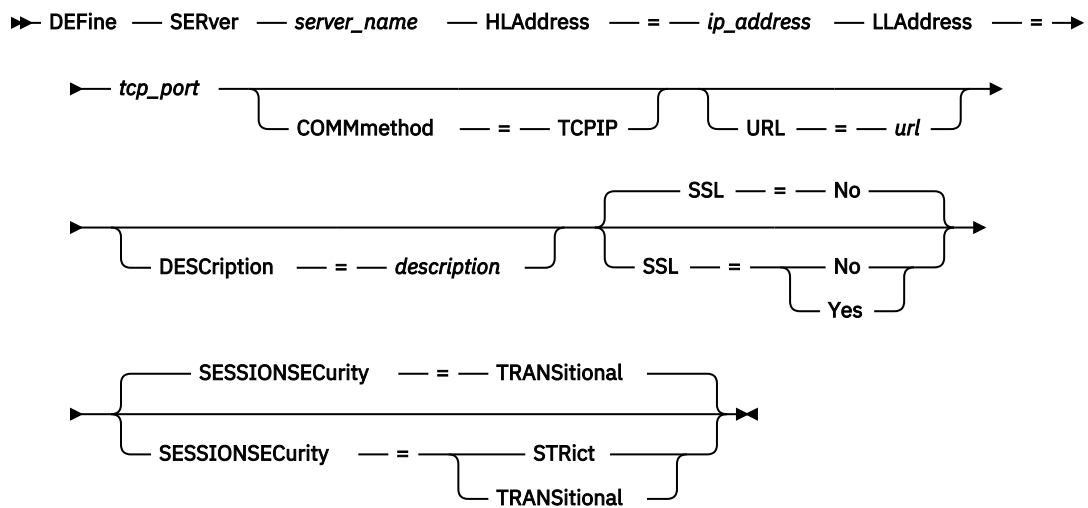 DEFine SERver server_name HLAddress = ip_address LLAddress =
tcp_port
COMMmethod = TCPIP URL = url
SSL = No
DESCription = description SSL = No
Yes
SESSIONSECurity = TRANSitional
SESSIONSECurity = STRict
TRANSitional